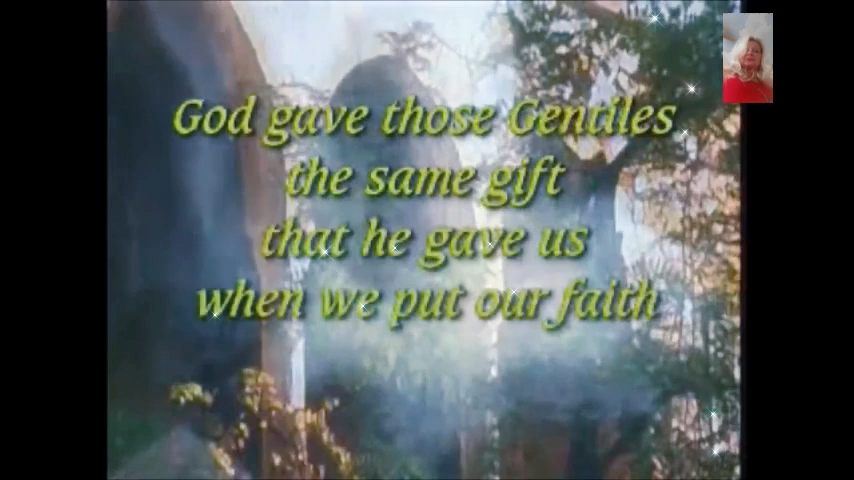 God gave those Gentiles
the same gift
that he gave us
when we put our faith